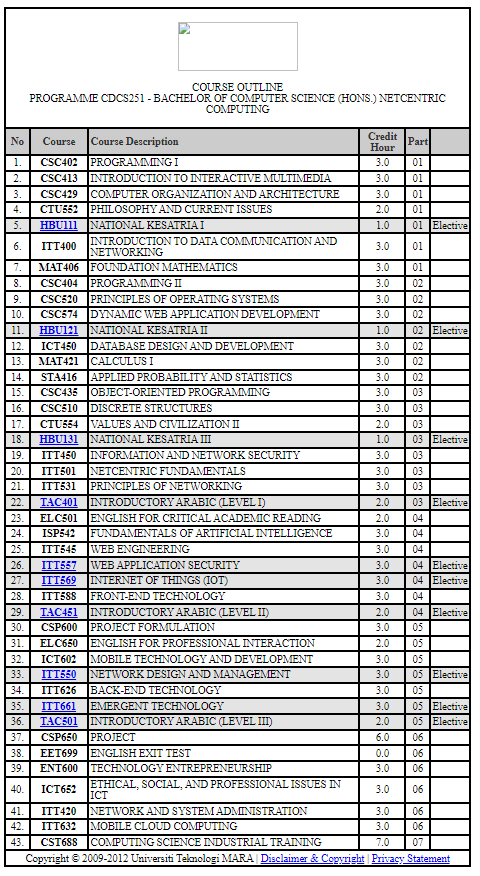 COURSE OUTLINE
PROGRAMME CDCS251 - BACHELOR OF COMPUTER SCIENCE (HONS.) NETCENTRIC
COMPUTING
No Course Course Description Credit Hour Part
1. CSC402 PROGRAMMING I 3.0 01
2. CSC413 INTRODUCTION TO INTERACTIVE MULTIMEDIA 3.0 01
3. CSC429 COMPUTER ORGANIZATION AND ARCHITECTURE 3.0 01
4. CTU552 PHILOSOPHY AND CURRENT ISSUES 2.0 01
5. HBU111 NATIONAL KESATRIA I 1.0 01 Elective
6. ITT400 INTRODUCTION TO DATA COMMUNICATION AND NETWORKING 3.0 01
7. MAT406 FOUNDATION MATHEMATICS 3.0 01
8. CSC404 PROGRAMMING II 3.0 02
9. CSC520 PRINCIPLES OF OPERATING SYSTEMS 3.0 02
10. CSC574 DYNAMIC WEB APPLICATION DEVELOPMENT 3.0 02
11. HBU121 NATIONAL KESATRIA II 1.0 02 Elective
12. ICT450 DATABASE DESIGN AND DEVELOPMENT 3.0 02
13. MAT421 CALCULUS I 3.0 02
14. STA416 APPLIED PROBABILITY AND STATISTICS 3.0 02
15. CSC435 OBJECT-ORIENTED PROGRAMMING 3.0 03
16. CSC510 DISCRETE STRUCTURES 3.0 03
17. CTU554 VALUES AND CIVILIZATION II 2.0 03
18. HBU131 NATIONAL KESATRIA III 1.0 03 Elective
19. ITT450 INFORMATION AND NETWORK SECURITY 3.0 03
20. ITT501 NETCENTRIC FUNDAMENTALS 3.0 03
21. ITT531 PRINCIPLES OF NETWORKING 3.0 03
22. TAC401 INTRODUCTORY ARABIC (LEVEL I) 2.0 03 Elective
23. ELC501 ENGLISH FOR CRITICAL ACADEMIC READING 2.0 04
24. ISP542 FUNDAMENTALS OF ARTIFICIAL INTELLIGENCE 3.0 04
25. ITT545 WEB ENGINEERING 3.0 04
26. ITT557 WEB APPLICATION SECURITY 3.0 04 Elective
27. ITT569 INTERNET OF THINGS (IOT) 3.0 04 Elective
28. ITT588 FRONT-END TECHNOLOGY 3.0 04
29. TAC451 INTRODUCTORY ARABIC (LEVEL II) 2.0 04 Elective
30. CSP600 PROJECT FORMULATION 3.0 05
31. ELC650 ENGLISH FOR PROFESSIONAL INTERACTION 2.0 05
32. ICT602 MOBILE TECHNOLOGY AND DEVELOPMENT 3.0 05
33. ITT550 NETWORK DESIGN AND MANAGEMENT 3.0 05 Elective
34. ITT626 BACK-END TECHNOLOGY 3.0 05
35. ITT661 EMERGENT TECHNOLOGY 3.0 05 Elective
36. TAC501 INTRODUCTORY ARABIC (LEVEL III) 2.0 05 Elective
37. CSP650 PROJECT 6.0 06
38. EET699 ENGLISH EXIT TEST 0.0 06
39. ENT600 TECHNOLOGY ENTREPRENEURSHIP 3.0 06
40. ICT652 ETHICAL, SOCIAL, AND PROFESSIONAL ISSUES IN ICT 3.0 06
41. ITT420 NETWORK AND SYSTEM ADMINISTRATION 3.0 06
42. ITT632 MOBILE CLOUD COMPUTING 3.0 06
43. CST688 COMPUTING SCIENCE INDUSTRIAL TRAINING 7.0 07
Copyright © 2009-2012 Universiti Teknologi MARA | Disclaimer & Copyright | Privacy Statement